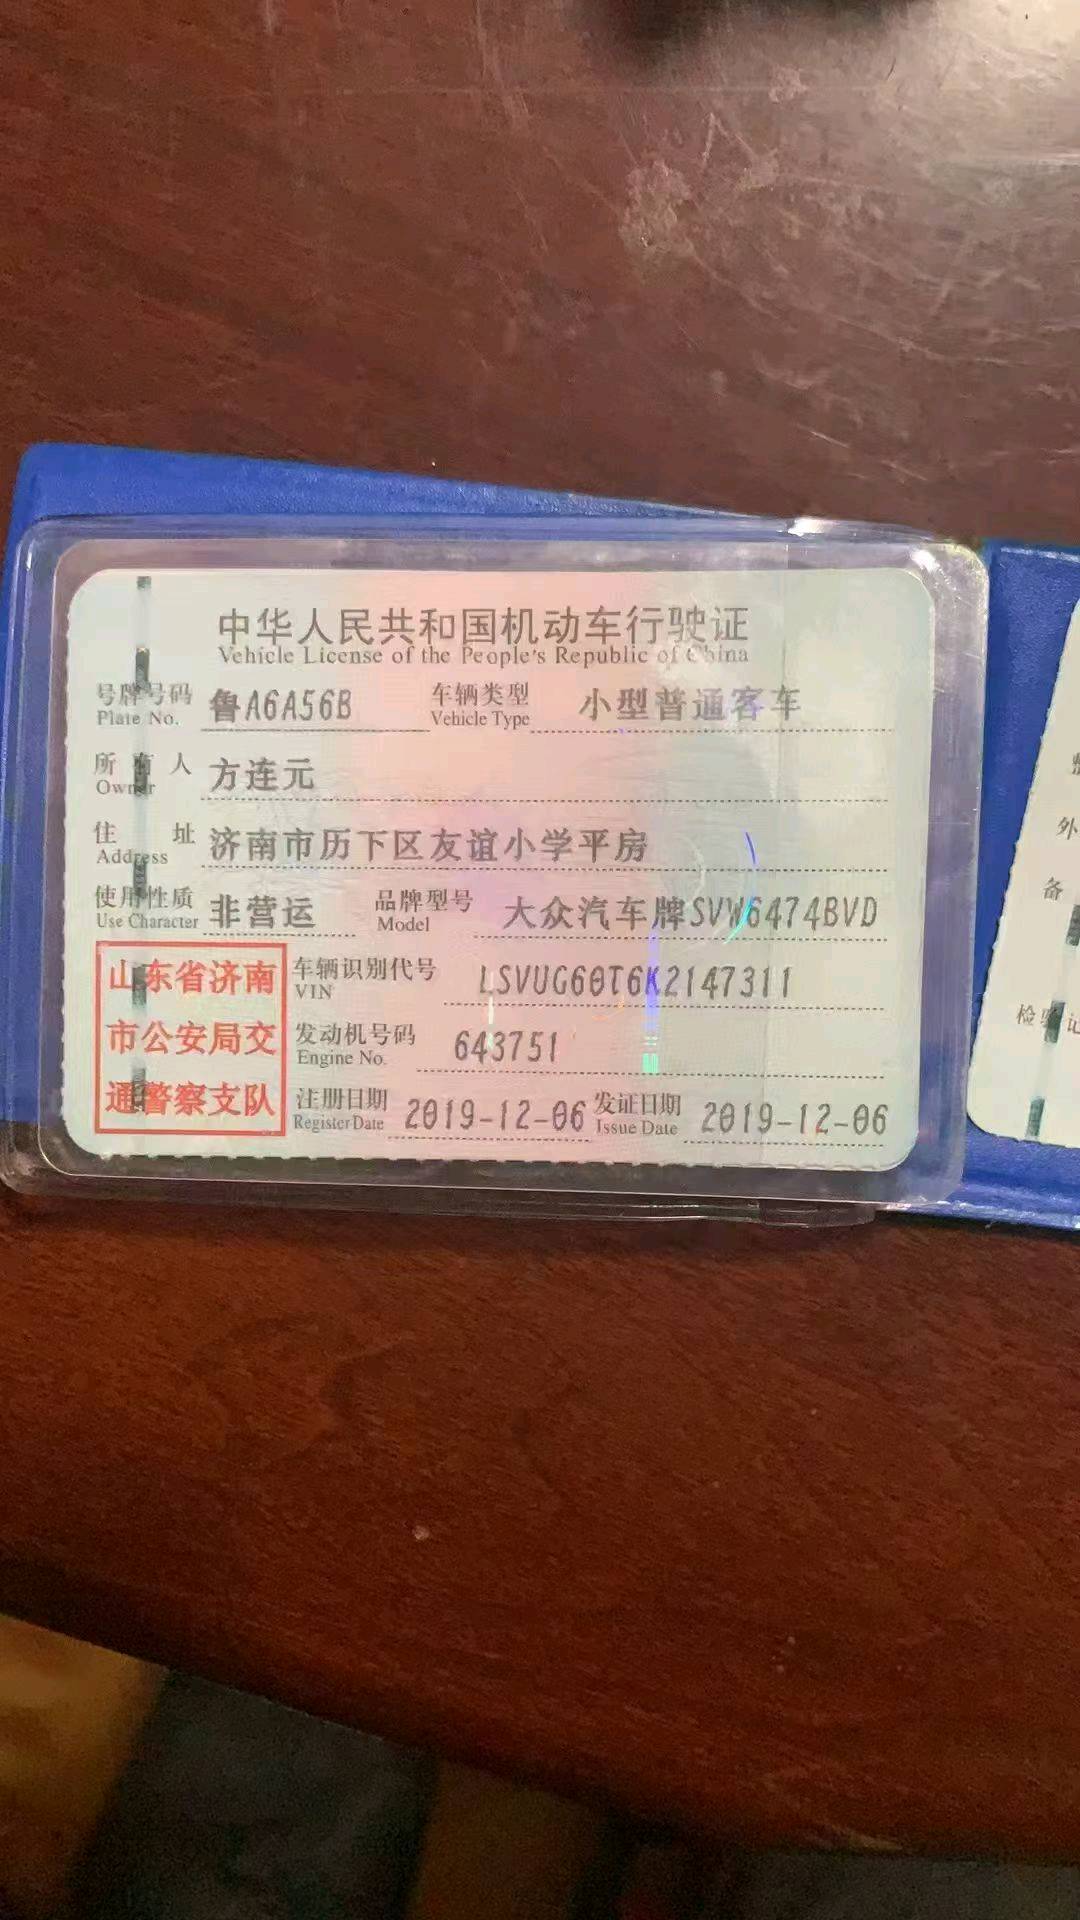 中华人民共和国机动车行驶证
Vehicle License of the People's Republic of China
号牌号码 鲁A6A56B 车辆类型 小型普通客车
Plate No. Vehicle Type
所有人 方连元
Owner
住址 济南市历下区友谊小学平房
Address
使用性质 非营运 品牌型号 大众汽车牌SVW6474BVD
Use Character Model
山东省济南
市公安局交
通警察支队
车辆识别代号 LSVUG60T6K2147311
VIN
发动机号码 643751
Engine No.
注册日期 2019-12-06 发证日期 2019-12-06
Register Date Issue Date
外
备
检验记